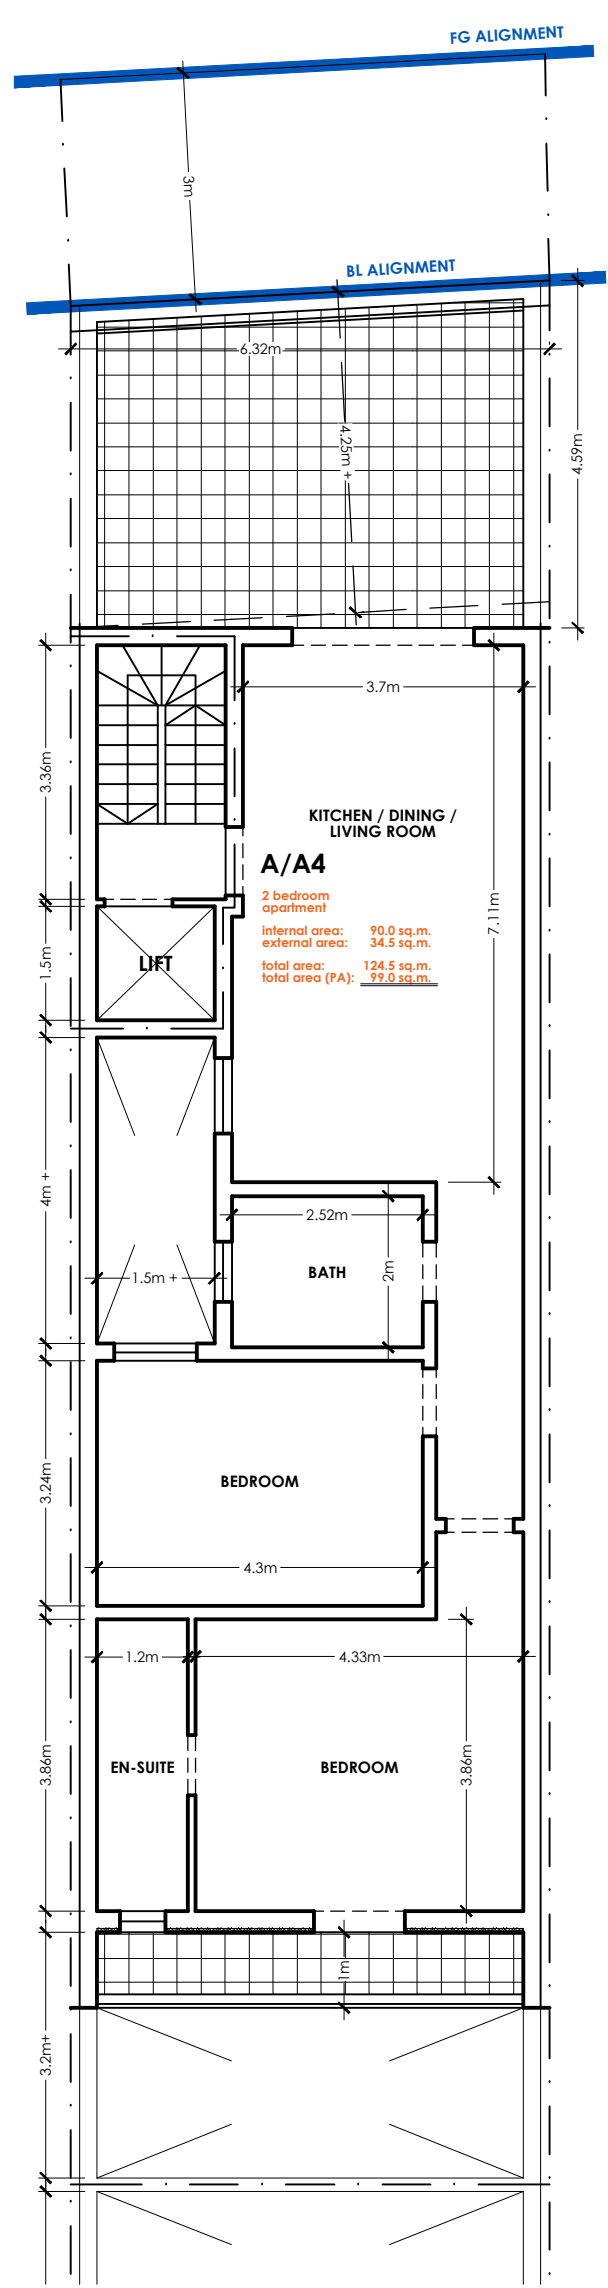 FG ALIGNMENT
3m
BL ALIGNMENT
6.32m
4.25m +
4.59m
3.7m
3.36m
KITCHEN / DINING /
LIVING ROOM
A/A4
2 bedroom
apartment
internal area: 90.0 sq.m.
external area: 34.5 sq.m.
total area: 124.5 sq.m.
total area (PA): 99.0 sq.m.
7.11m
LIFT
1.5m
4m +
2.52m
BATH
2m
1.5m +
BEDROOM
3.24m
4.3m
1.2m
4.33m
EN-SUITE
BEDROOM
3.86m
3.86m
1m
3.2m+